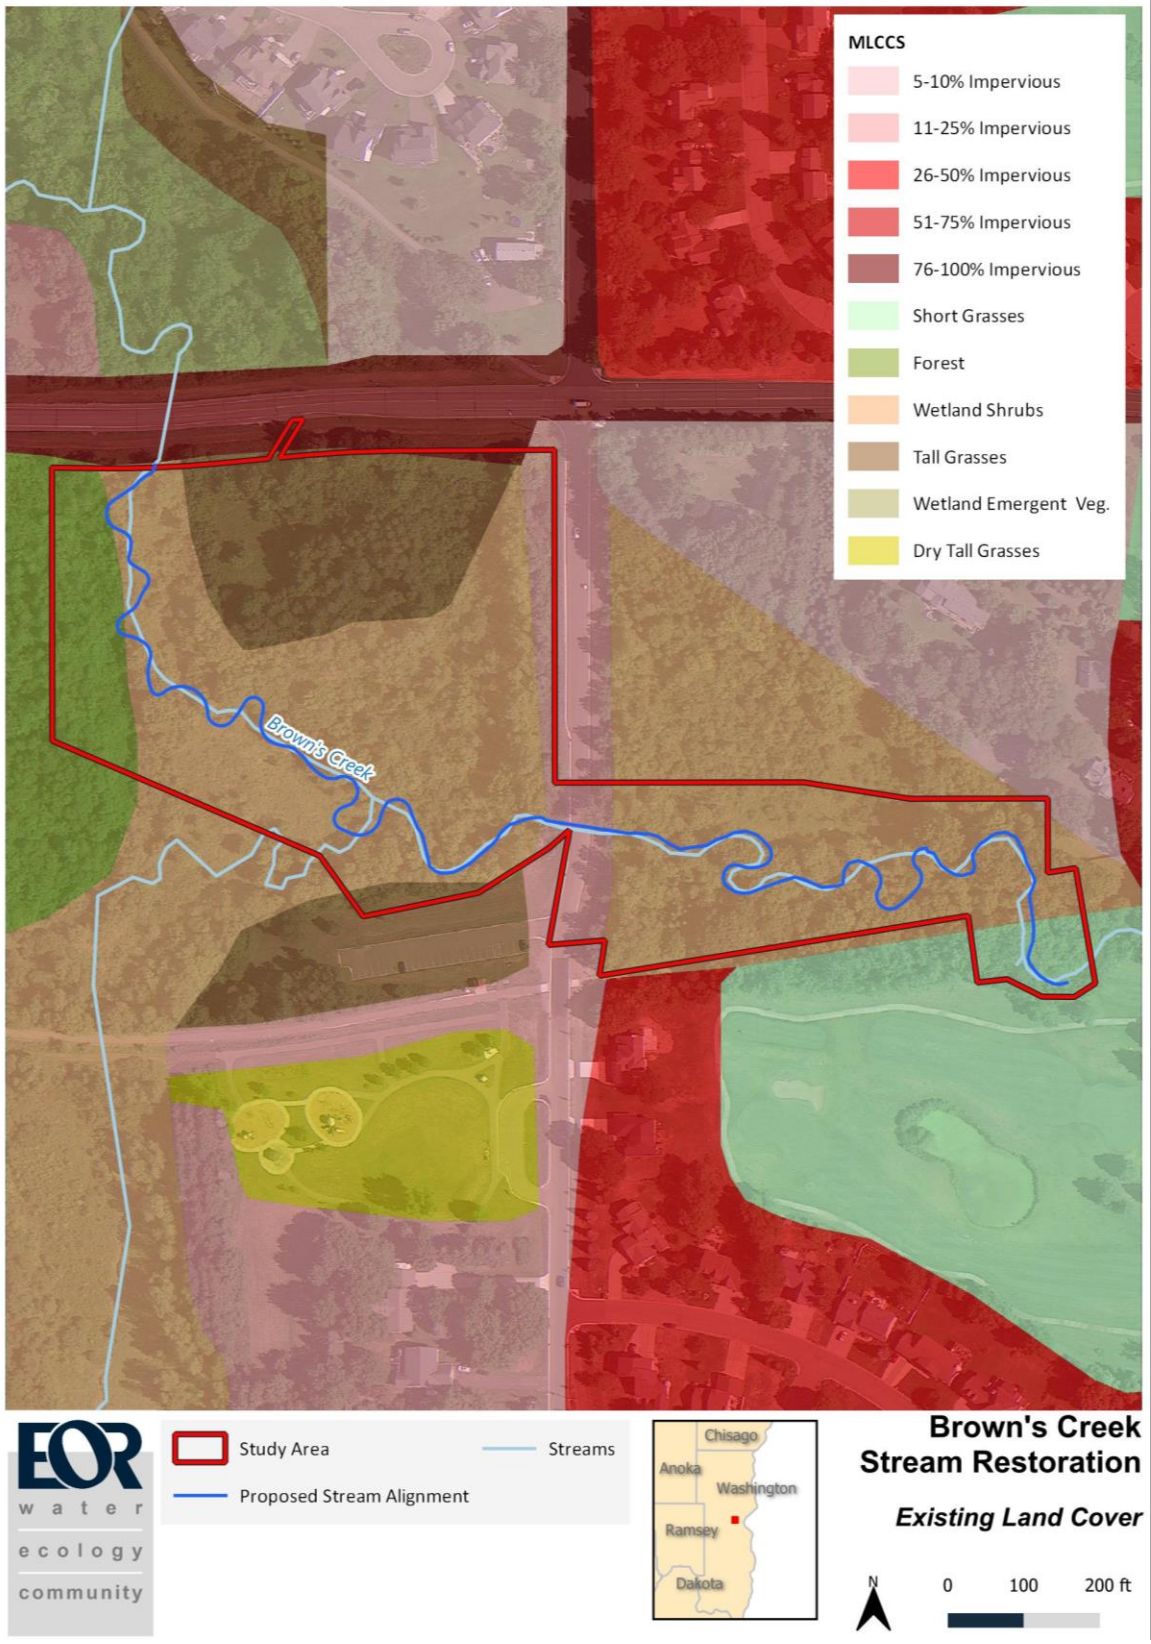 MLCCS
5-10% Impervious
11-25% Impervious
26-50% Impervious
51-75% Impervious
76-100% Impervious
Short Grasses
Forest
Wetland Shrubs
Tall Grasses
Wetland Emergent Veg.
Dry Tall Grasses
Brown's Creek
EOR
water
ecology
community
Study Area
Streams
Proposed Stream Alignment
Chisago
Anoka
Washington
Ramsey
Dakota
Brown's Creek
Stream Restoration
Existing Land Cover
N
0 100 200 ft